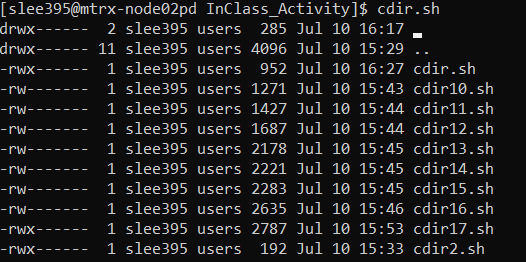 [slee395@mtrx-node02pd InClass_Activity]$ cdir.sh
drwx------  2 slee395 users  285 Jul 10 16:17 .
drwx------ 11 slee395 users 4096 Jul 10 15:29 ..
-rwx------  1 slee395 users  952 Jul 10 16:27 cdir.sh
-rw-------  1 slee395 users 1271 Jul 10 15:43 cdir10.sh
-rw-------  1 slee395 users 1427 Jul 10 15:44 cdir11.sh
-rw-------  1 slee395 users 1687 Jul 10 15:44 cdir12.sh
-rw-------  1 slee395 users 2178 Jul 10 15:45 cdir13.sh
-rw-------  1 slee395 users 2221 Jul 10 15:45 cdir14.sh
-rw-------  1 slee395 users 2283 Jul 10 15:45 cdir15.sh
-rw-------  1 slee395 users 2635 Jul 10 15:46 cdir16.sh
-rwx------  1 slee395 users 2787 Jul 10 15:53 cdir17.sh
-rwx------  1 slee395 users  192 Jul 10 15:33 cdir2.sh